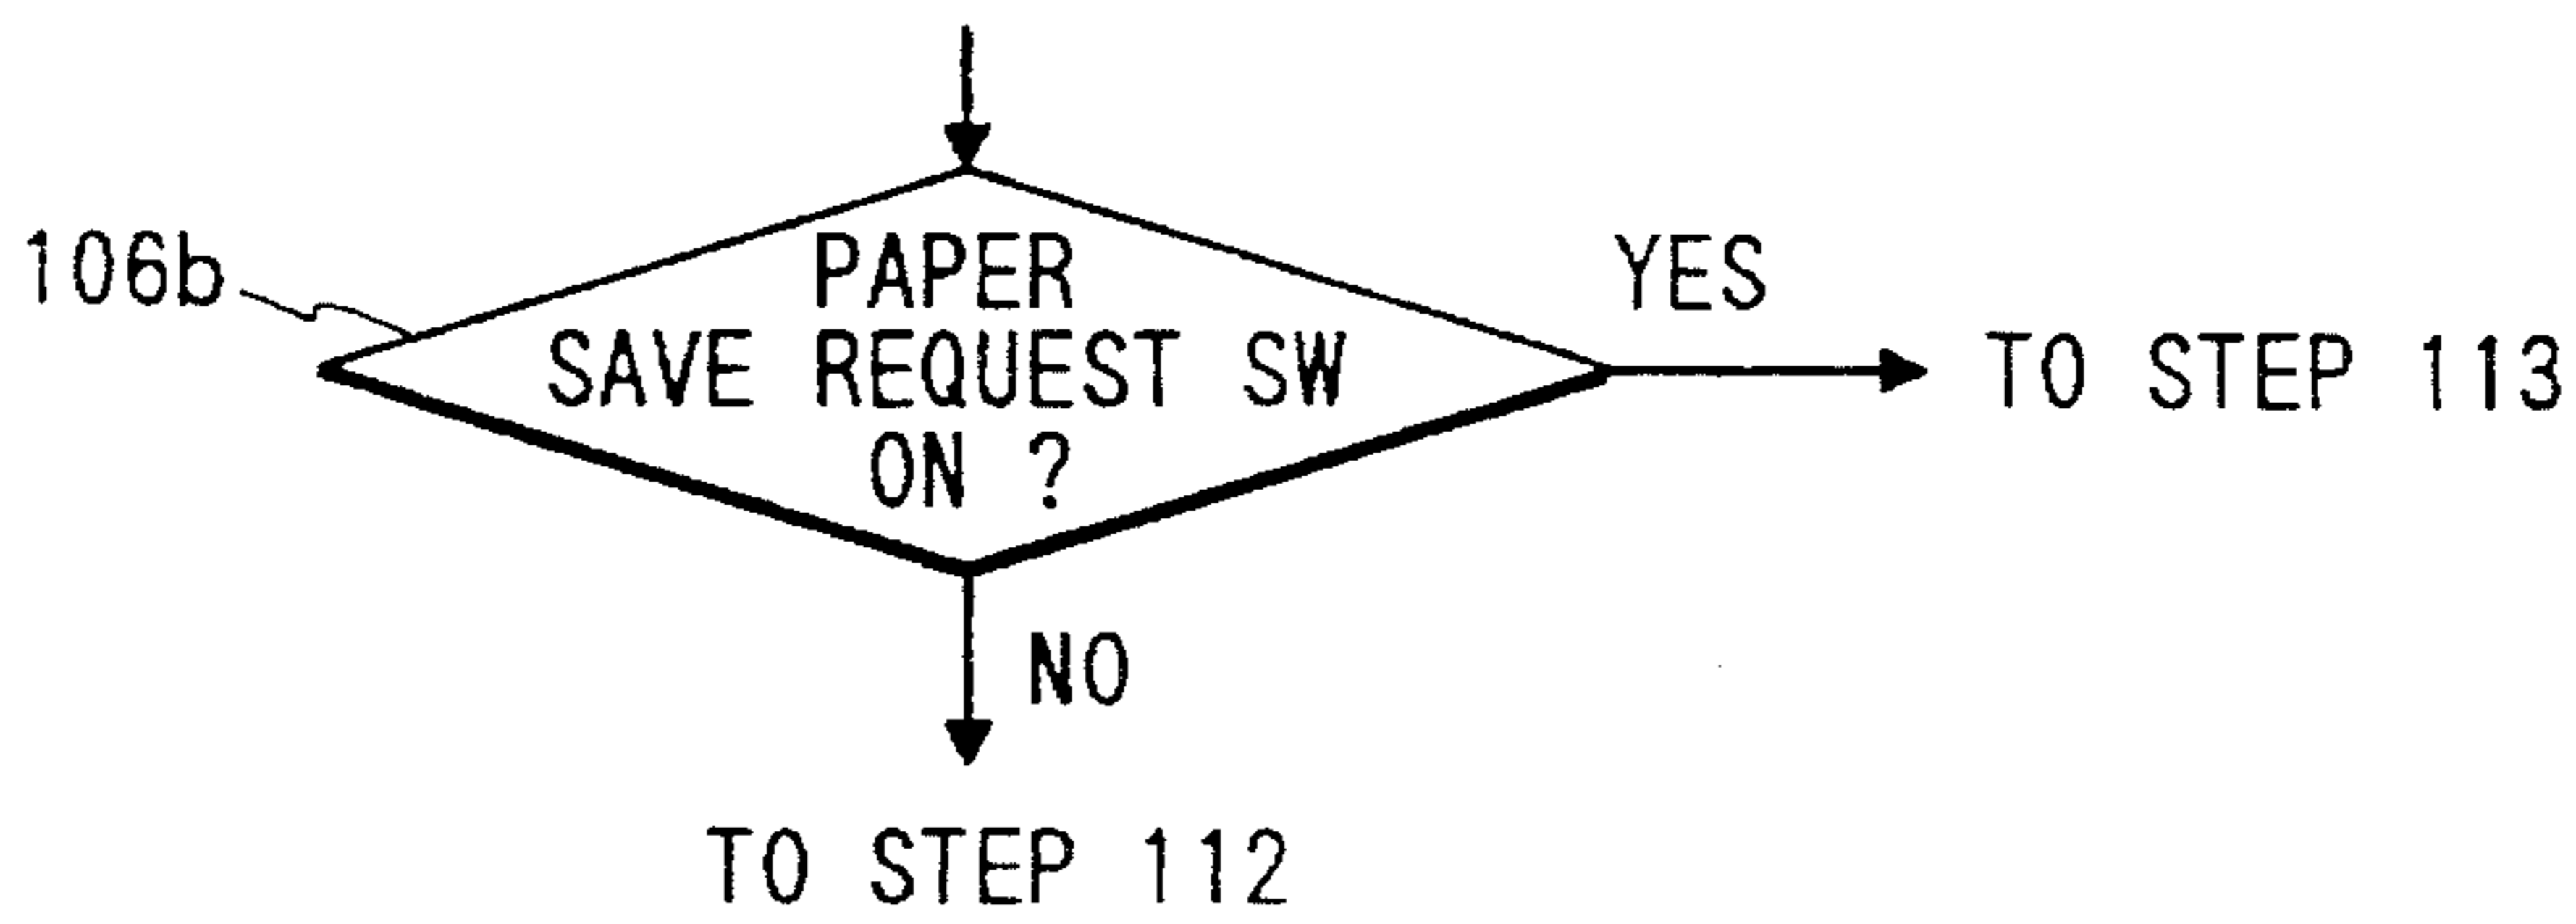 106b
PAPER
SAVE REQUEST SW
ON ?
YES
TO STEP 113
NO
TO STEP 112